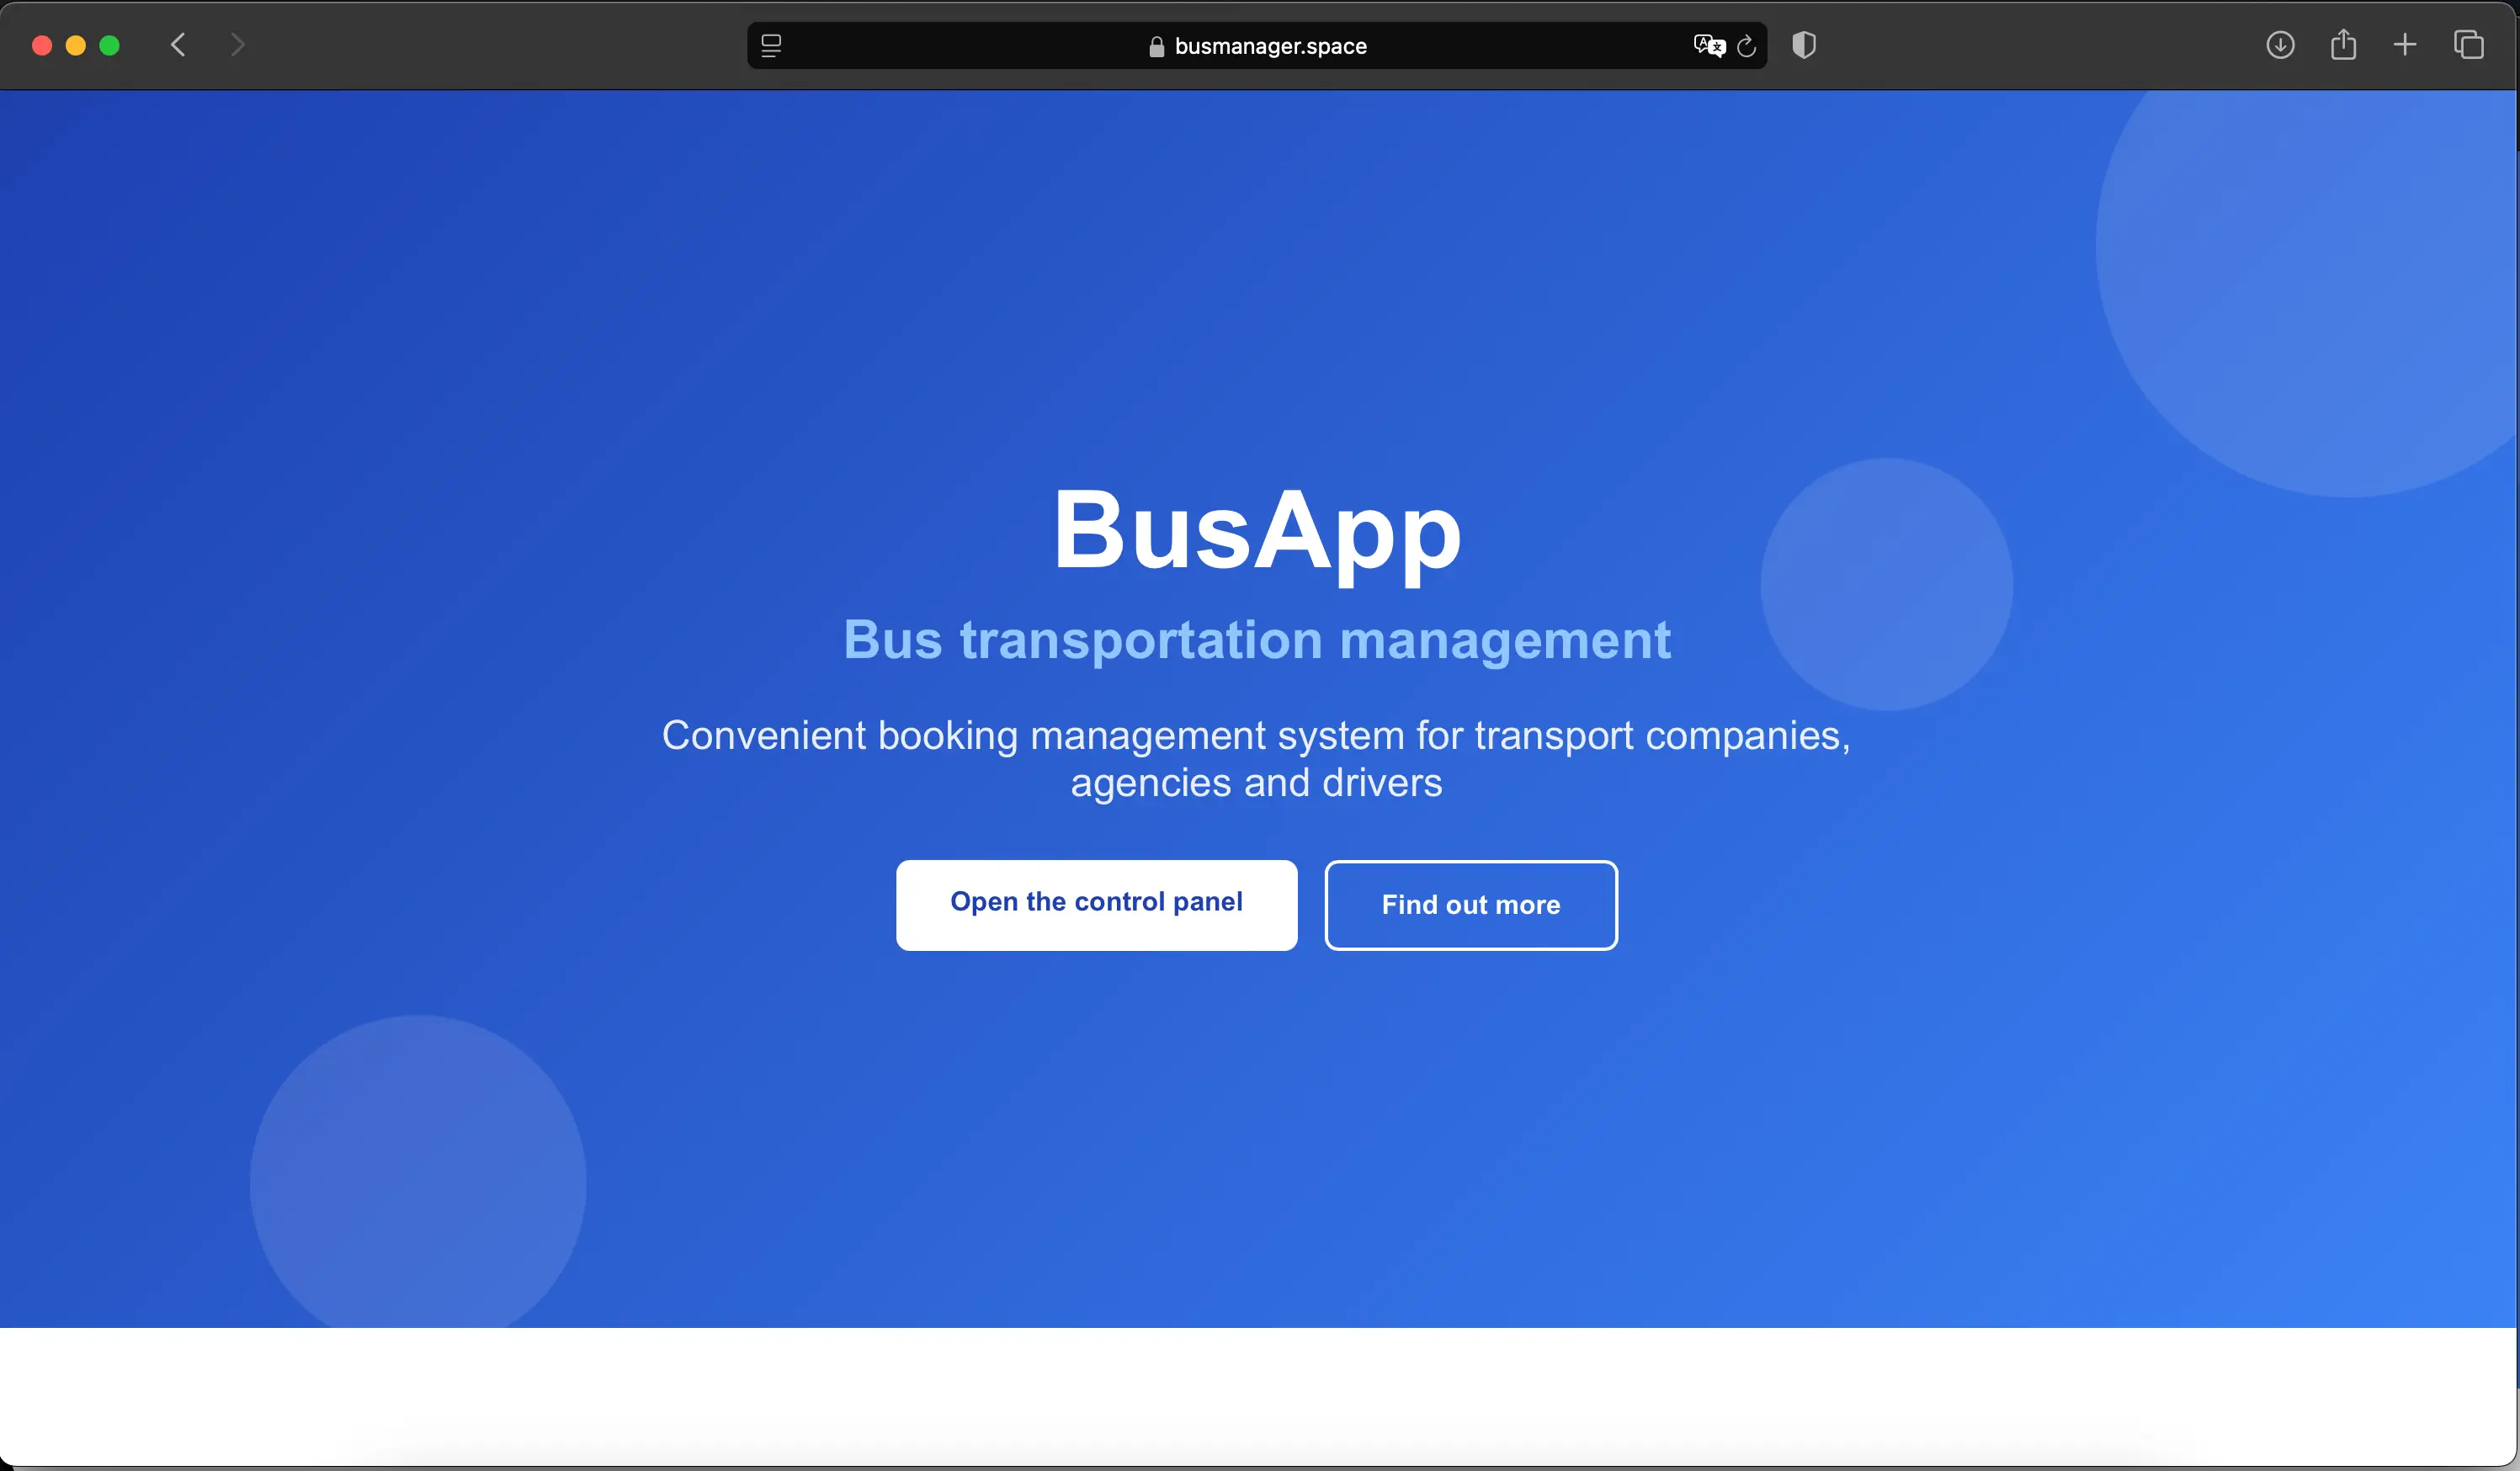 busmanager.space
BusApp
Bus transportation management
Convenient booking management system for transport companies,
agencies and drivers
Open the control panel
Find out more